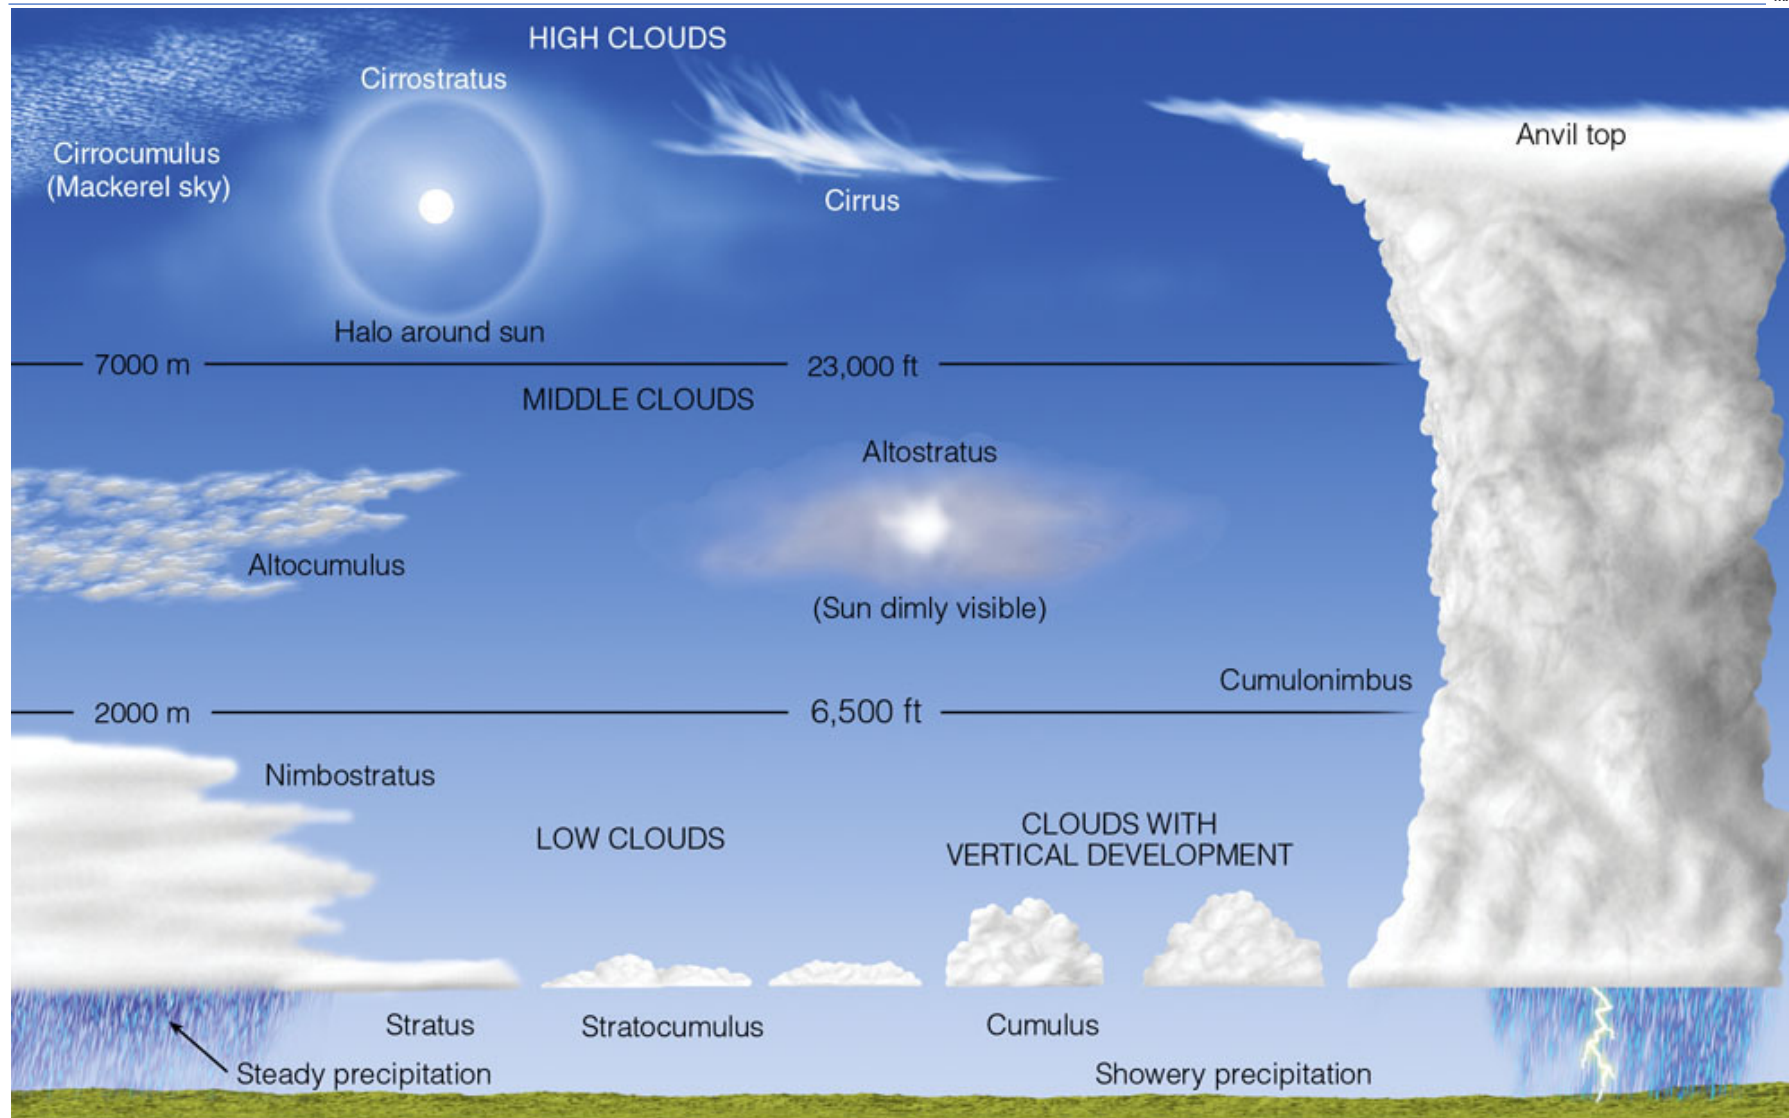 HIGH CLOUDS
Cirrostratus
Cirrocumulus
(Mackerel sky)
Cirrus
Anvil top
Halo around sun
7000 m
23,000 ft
MIDDLE CLOUDS
Altostratus
Altocumulus
(Sun dimly visible)
Cumulonimbus
2000 m
6,500 ft
Nimbostratus
LOW CLOUDS
CLOUDS WITH
VERTICAL DEVELOPMENT
Stratus
Stratocumulus
Cumulus
Steady precipitation
Showery precipitation